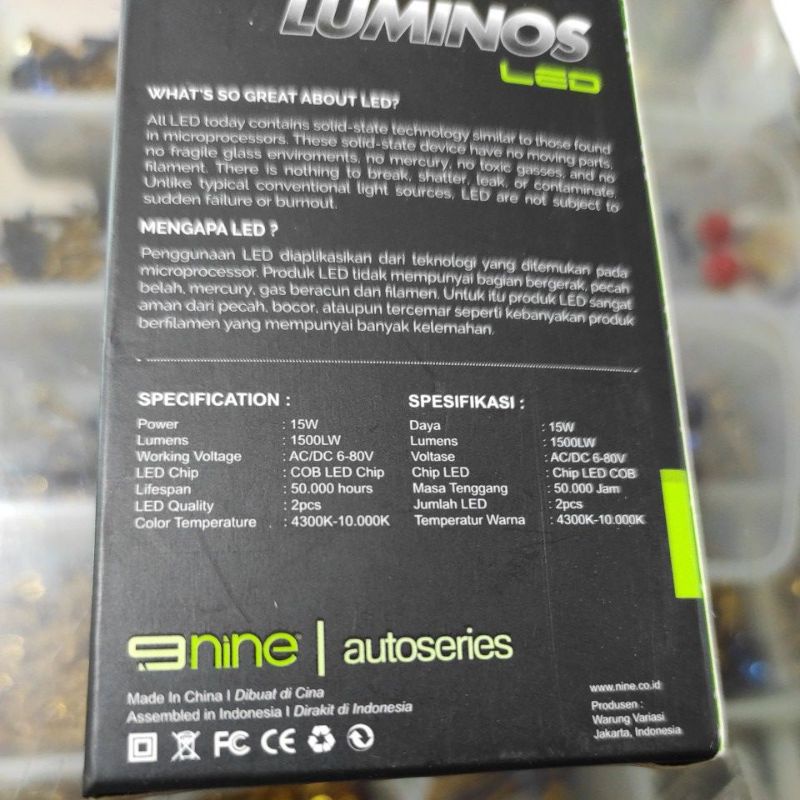 LUMINOS
LED
WHAT'S SO GREAT ABOUT LED?
All LED today contains solid-state technology similar to those found
in microprocessors. These solid-state device have no moving parts,
no fragile glass enviroments, no mercury, no toxic gasses, and no
filament. There is nothing to break, shatter, leak, or contaminate.
Unlike typical conventional light sources, LED are not subject to
sudden failure or burnout.
MENGAPA LED ?
Penggunaan LED diaplikasikan dari teknologi yang ditemukan pada
microprocessor. Produk LED tidak mempunyai bagian bergerak, pecah
belah, mercury, gas beracun dan filamen. Untuk itu produk LED sangat
aman dari pecah, bocor, ataupun tercemar seperti kebanyakan produk
berfilamen yang mempunyai banyak kelemahan.
SPECIFICATION :
Power : 15W
Lumens : 1500LW
Working Voltage : AC/DC 6-80V
LED Chip : COB LED Chip
Lifespan : 50.000 hours
LED Quality : 2pcs
Color Temperature : 4300K-10.000K
SPESIFIKASI :
Daya : 15W
Lumens : 1500LW
Voltase : AC/DC 6-80V
Chip LED : Chip LED COB
Masa Tenggang : 50.000 Jam
Jumlah LED : 2pcs
Temperatur Warna : 4300K-10.000K
9nine | autoseries
Made In China I Dibuat di Cina
Assembled in Indonesia I Dirakit di Indonesia
FC CE
www.nine.co.id
Produsen :
Warung Variasi
Jakarta, Indonesia